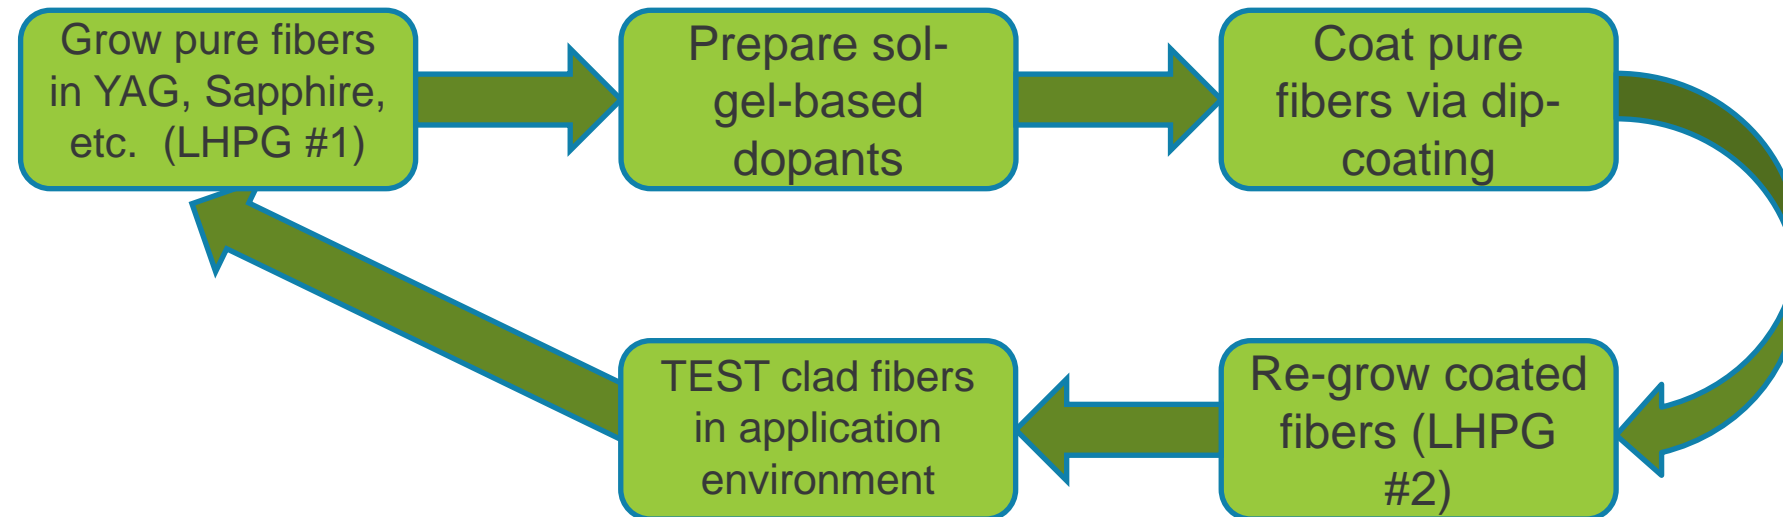 Grow pure fibers
in YAG, Sapphire,
etc.  (LHPG #1)
Prepare sol-
gel-based
dopants
Coat pure
fibers via dip-
coating
Re-grow coated
fibers (LHPG
#2)
TEST clad fibers
in application
environment